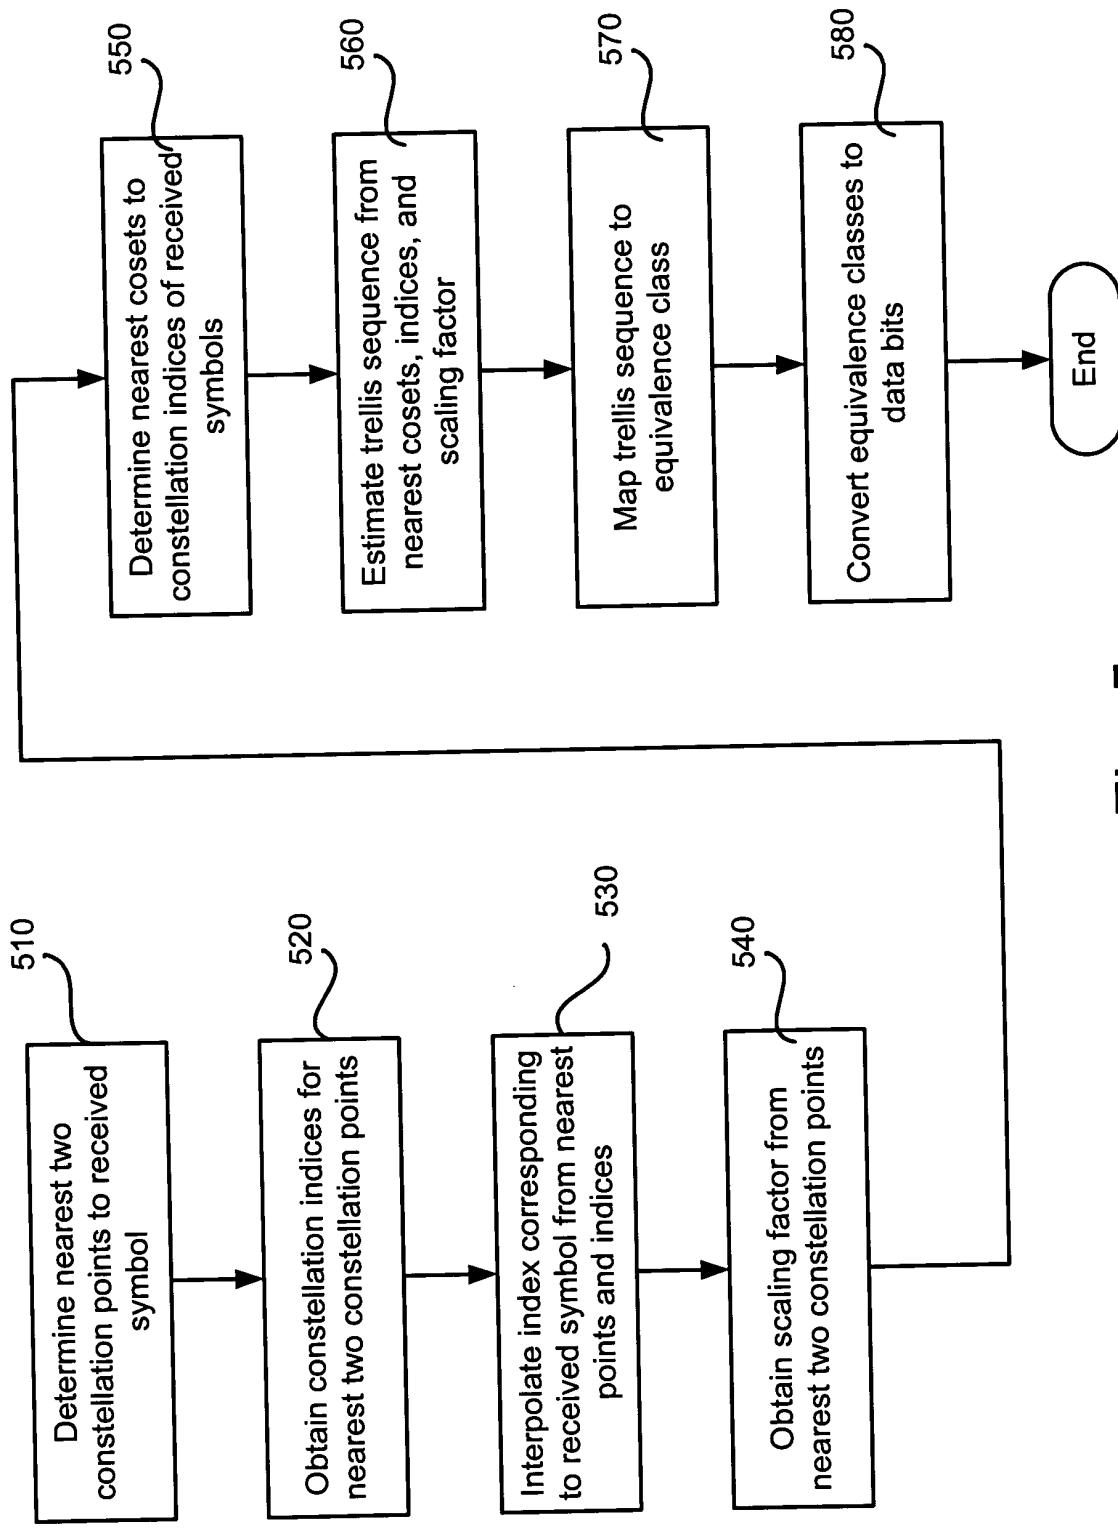 510
Determine nearest two
constellation points to received
symbol
520
Obtain constellation indices for
nearest two constellation points
530
Interpolate index corresponding
to received symbol from nearest
points and indices
540
Obtain scaling factor from
nearest two constellation points
550
Determine nearest cosets to
constellation indices of received
symbols
560
Estimate trellis sequence from
nearest cosets, indices, and
scaling factor
570
Map trellis sequence to
equivalence class
580
Convert equivalence classes to
data bits
End